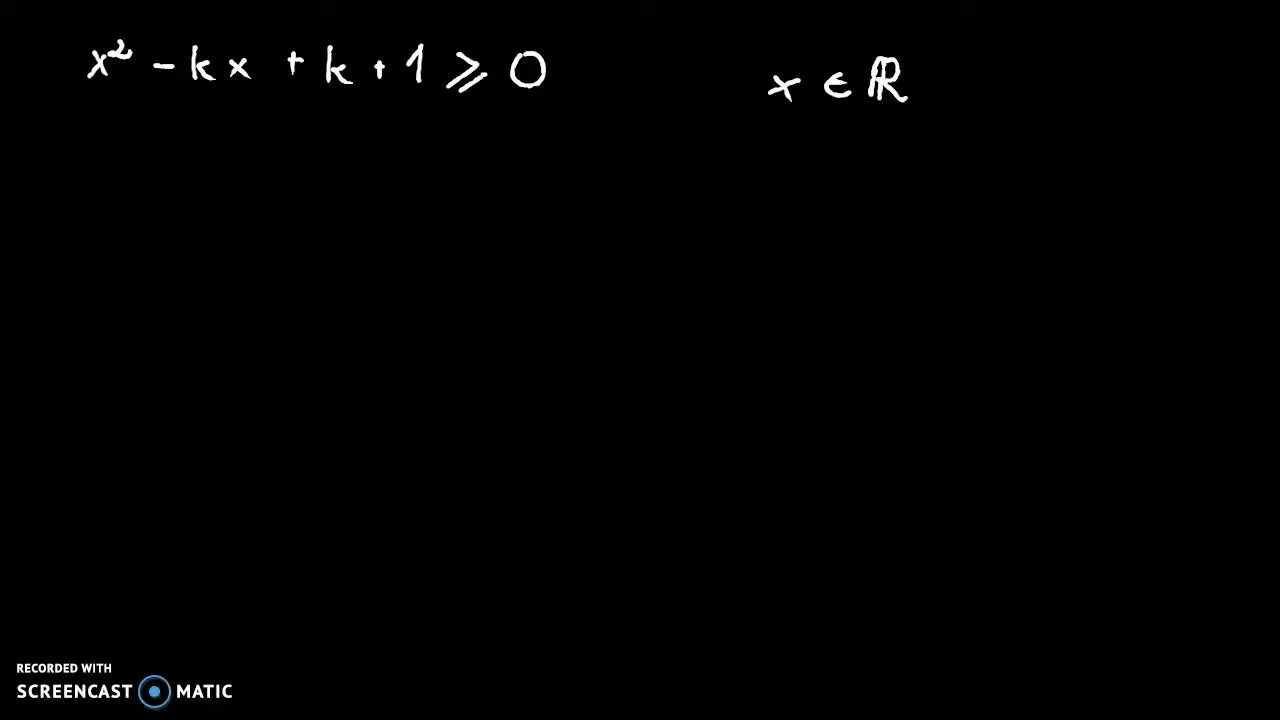 x² - kx + k + 1 ⩾ 0
x ∈ ℝ
RECORDED WITH
SCREENCAST MATIC